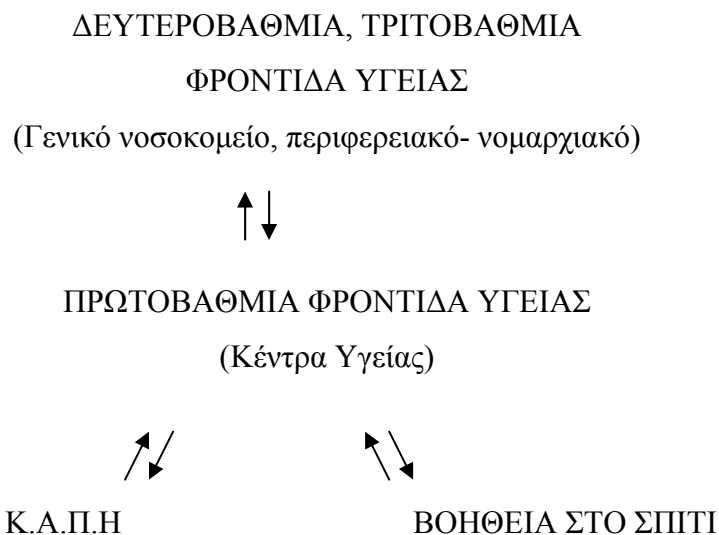 ΔΕΥΤΕΡΟΒΑΘΜΙΑ, ΤΡΙΤΟΒΑΘΜΙΑ
ΦΡΟΝΤΙΔΑ ΥΓΕΙΑΣ
(Γενικό νοσοκομείο, περιφερειακό- νομαρχιακό)
ΠΡΩΤΟΒΑΘΜΙΑ ΦΡΟΝΤΙΔΑ ΥΓΕΙΑΣ
(Κέντρα Υγείας)
Κ.Α.Π.Η ΒΟΗΘΕΙΑ ΣΤΟ ΣΠΙΤΙ